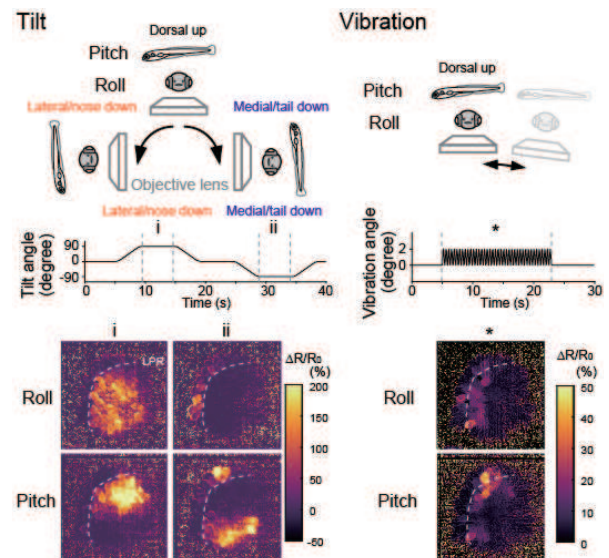 Tilt
Dorsal up
Pitch
Roll
Lateral/nose down
Medial/tail down
Objective lens
Lateral/nose down
Medial/tail down
i
ii
Tilt angle
(degree)
90
0
-90
0
10
20
30
40
Time (s)
i
ii
LPR
Roll
Pitch
ΔR/R₀
(%)
200
150
100
50
0
-50
Vibration
Dorsal up
Pitch
Roll
*
Vibration angle
(degree)
2
0
0
10
20
30
Time (s)
*
Roll
Pitch
ΔR/R₀
(%)
50
40
30
20
10
0